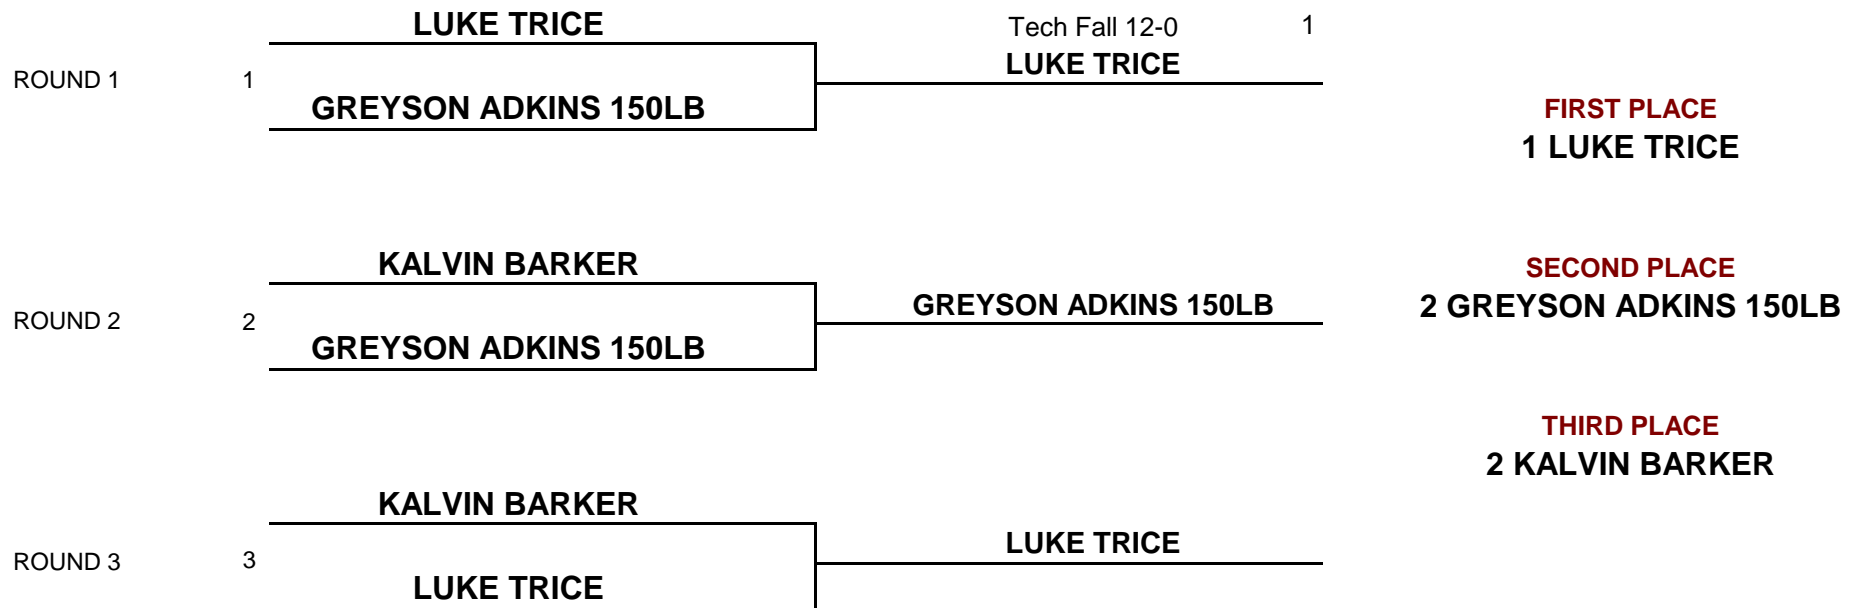 LUKE TRICE
Tech Fall 12-0 1
LUKE TRICE
ROUND 1 1
GREYSON ADKINS 150LB
FIRST PLACE
1 LUKE TRICE
KALVIN BARKER
SECOND PLACE
GREYSON ADKINS 150LB
2 GREYSON ADKINS 150LB
ROUND 2 2
GREYSON ADKINS 150LB
THIRD PLACE
2 KALVIN BARKER
KALVIN BARKER
LUKE TRICE
ROUND 3 3
LUKE TRICE